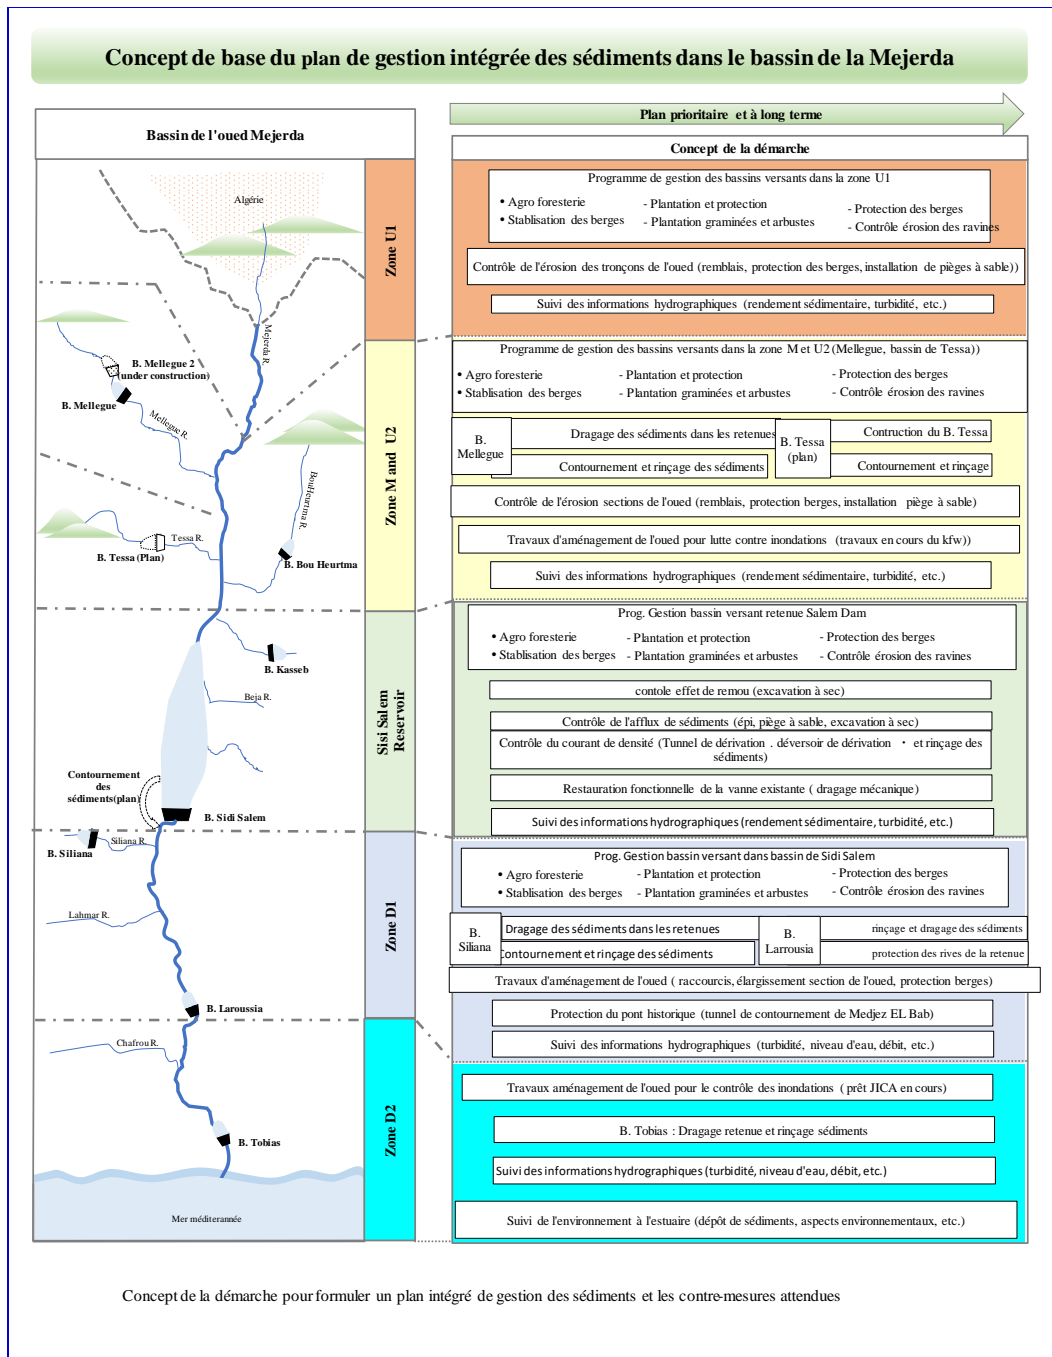 Concept de base du plan de gestion intégrée des sédiments dans le bassin de la Mejerda
Bassin de l'oued Mejerda
Algérie
Mejerda R.
B. Mellegue 2
(under construction)
B. Mellegue
Mellegue R.
BouHeurtma R.
Tessa R.
B. Tessa (Plan)
B. Bou Heurtma
B. Kasseb
Beja R.
Contournement
des
sédiments(plan)
B. Sidi Salem
B. Siliana
Siliana R.
Lahmar R.
B. Laroussia
Chafrou R.
B. Tobias
Mer méditerannée
Zone U1
Zone M and U2
Sisi Salem
Reservoir
Zone D1
Zone D2
Plan prioritaire et à long terme
Concept de la démarche
Programme de gestion des bassins versants dans la zone U1
• Agro foresterie - Plantation et protection - Protection des berges
• Stablisation des berges - Plantation graminées et arbustes - Contrôle érosion des ravines
Contrôle de l'érosion des tronçons de l'oued (remblais, protection des berges, installation de pièges à sable))
Suivi des informations hydrographiques (rendement sédimentaire, turbidité, etc.)
Programme de gestion des bassins versants dans la zone M et U2 (Mellegue, bassin de Tessa))
• Agro foresterie - Plantation et protection - Protection des berges
• Stablisation des berges - Plantation graminées et arbustes - Contrôle érosion des ravines
B.
Mellegue
Dragage des sédiments dans les retenues
Contournement et rinçage des sédiments
B. Tessa
(plan)
Contruction du B. Tessa
Contournement et rinçage
Contrôle de l'érosion sections de l'oued (remblais, protection berges, installation piège à sable)
Travaux d'aménagement de l'oued pour lutte contre inondations (travaux en cours du kfw))
Suivi des informations hydrographiques (rendement sédimentaire, turbidité, etc.)
Prog. Gestion bassin versant retenue Salem Dam
• Agro foresterie - Plantation et protection - Protection des berges
• Stablisation des berges - Plantation graminées et arbustes - Contrôle érosion des ravines
contole effet de remou (excavation à sec)
Contrôle de l'afflux de sédiments (épi, piège à sable, excavation à sec)
Contrôle du courant de densité (Tunnel de dérivation . déversoir de dérivation ・ et rinçage des
sédiments)
Restauration fonctionnelle de la vanne existante ( dragage mécanique)
Suivi des informations hydrographiques (rendement sédimentaire, turbidité, etc.)
Prog. Gestion bassin versant dans bassin de Sidi Salem
• Agro foresterie - Plantation et protection - Protection des berges
• Stablisation des berges - Plantation graminées et arbustes - Contrôle érosion des ravines
B.
Siliana
Dragage des sédiments dans les retenues
Contournement et rinçage des sédiments
B.
Larrousia
rinçage et dragage des sédiments
protection des rives de la retenue
Travaux d'aménagement de l'oued ( raccourcis, élargissement section de l'oued, protection berges)
Protection du pont historique (tunnel de contournement de Medjez EL Bab)
Suivi des informations hydrographiques (turbidité, niveau d'eau, débit, etc.)
Travaux aménagement de l'oued pour le contrôle des inondations ( prêt JICA en cours)
B. Tobias : Dragage retenue et rinçage sédiments
Suivi des informations hydrographiques (turbidité, niveau d'eau, débit, etc.)
Suivi de l'environnement à l'estuaire (dépôt de sédiments, aspects environnementaux, etc.)
Concept de la démarche pour formuler un plan intégré de gestion des sédiments et les contre-mesures attendues